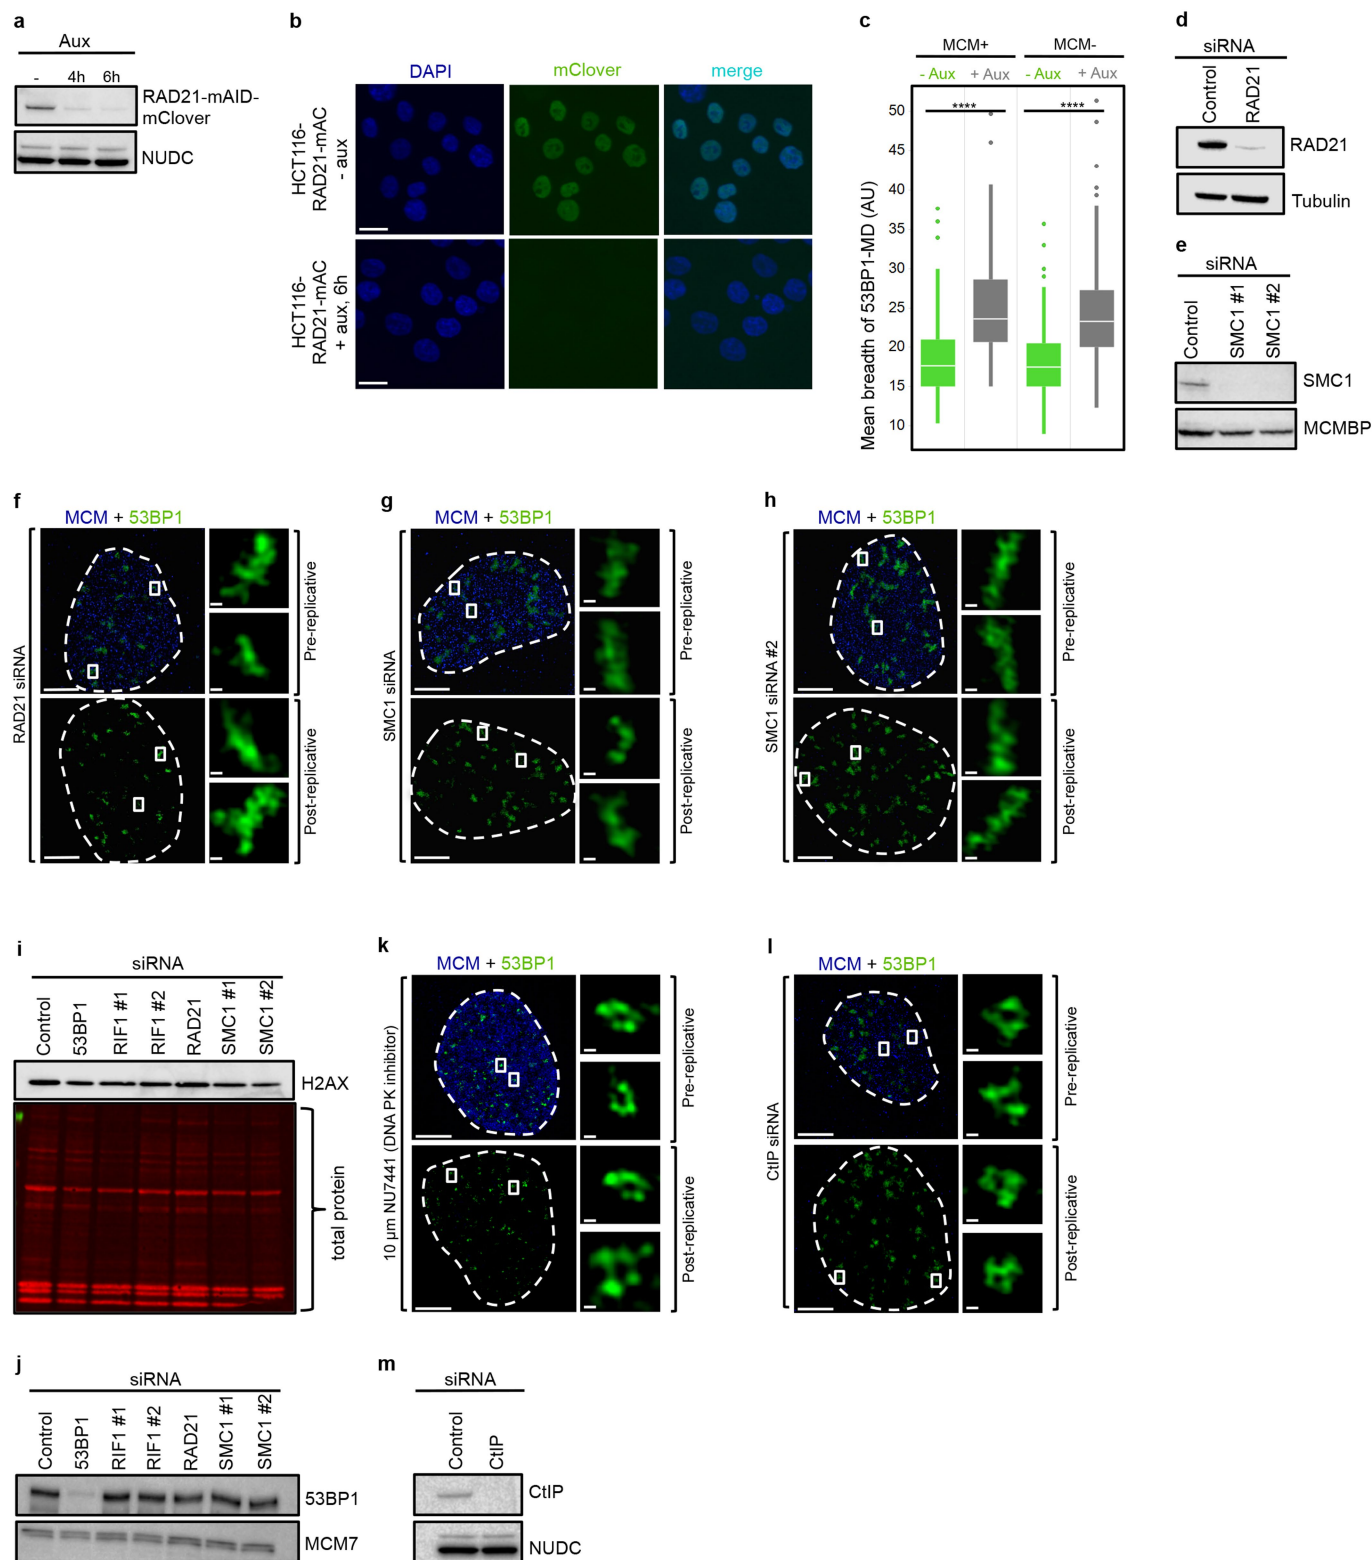 a
Aux
-
4h
6h
RAD21-mAID-
mClover
NUDC
b
DAPI
mClover
merge
HCT116-
RAD21-mAC
- aux
HCT116-
RAD21-mAC
+ aux, 6h
c
MCM+
MCM-
- Aux
+ Aux
- Aux
+ Aux
****
****
Mean breadth of 53BP1-MD (AU)
50
45
40
35
30
25
20
15
10
d
siRNA
Control
RAD21
RAD21
Tubulin
e
siRNA
Control
SMC1 #1
SMC1 #2
SMC1
MCMBP
f
MCM + 53BP1
RAD21 siRNA
Pre-replicative
Post-replicative
g
MCM + 53BP1
SMC1 siRNA
Pre-replicative
Post-replicative
h
MCM + 53BP1
SMC1 siRNA #2
Pre-replicative
Post-replicative
i
siRNA
Control
53BP1
RIF1 #1
RIF1 #2
RAD21
SMC1 #1
SMC1 #2
H2AX
total protein
k
MCM + 53BP1
10 µm NU7441 (DNA PK inhibitor)
Pre-replicative
Post-replicative
l
MCM + 53BP1
CtIP siRNA
Pre-replicative
Post-replicative
j
siRNA
Control
53BP1
RIF1 #1
RIF1 #2
RAD21
SMC1 #1
SMC1 #2
53BP1
MCM7
m
siRNA
Control
CtIP
CtIP
NUDC